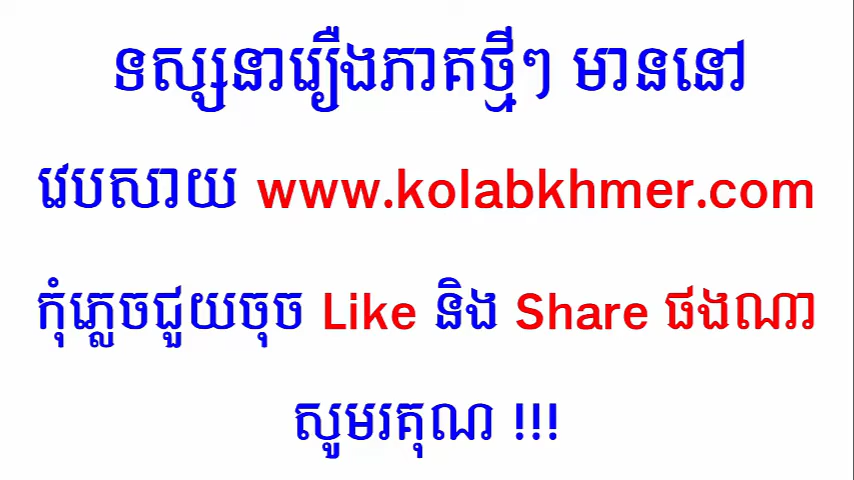 ទស្សនារឿងភាគថ្មីៗ មាននៅ
វេបសាយ www.kolabkhmer.com
កុំភ្លេចជួយចុច Like និង Share ផងណា
សូមរគុណ !!!